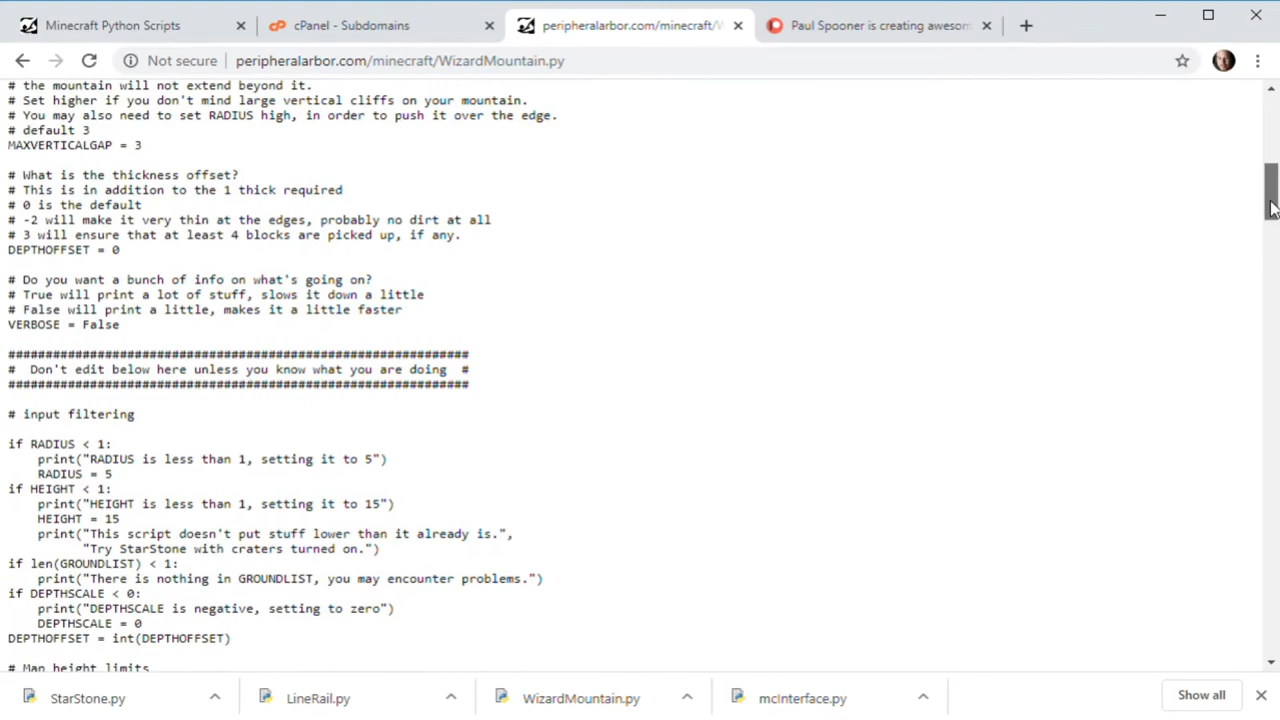 Minecraft Python Scripts
cPanel - Subdomains
peripheralarbor.com/minecraft/W
Paul Spooner is creating awesom
Not secure
peripheralarbor.com/minecraft/WizardMountain.py
# the mountain will not extend beyond it.
# Set higher if you don't mind large vertical cliffs on your mountain.
# You may also need to set RADIUS high, in order to push it over the edge.
# default 3
MAXVERTICALGAP = 3
# What is the thickness offset?
# This is in addition to the 1 thick required
# 0 is the default
# -2 will make it very thin at the edges, probably no dirt at all
# 3 will ensure that at least 4 blocks are picked up, if any.
DEPTHOFFSET = 0
# Do you want a bunch of info on what's going on?
# True will print a lot of stuff, slows it down a little
# False will print a little, makes it a little faster
VERBOSE = False
##############################################################
#  Don't edit below here unless you know what you are doing  #
##############################################################
# input filtering
if RADIUS < 1:
    print("RADIUS is less than 1, setting it to 5")
    RADIUS = 5
if HEIGHT < 1:
    print("HEIGHT is less than 1, setting it to 15")
    HEIGHT = 15
    print("This script doesn't put stuff lower than it already is.",
          "Try StarStone with craters turned on.")
if len(GROUNDLIST) < 1:
    print("There is nothing in GROUNDLIST, you may encounter problems.")
if DEPTHSCALE < 0:
    print("DEPTHSCALE is negative, setting to zero")
    DEPTHSCALE = 0
DEPTHOFFSET = int(DEPTHOFFSET)
# Map height limits
StarStone.py
LineRail.py
WizardMountain.py
mcInterface.py
Show all